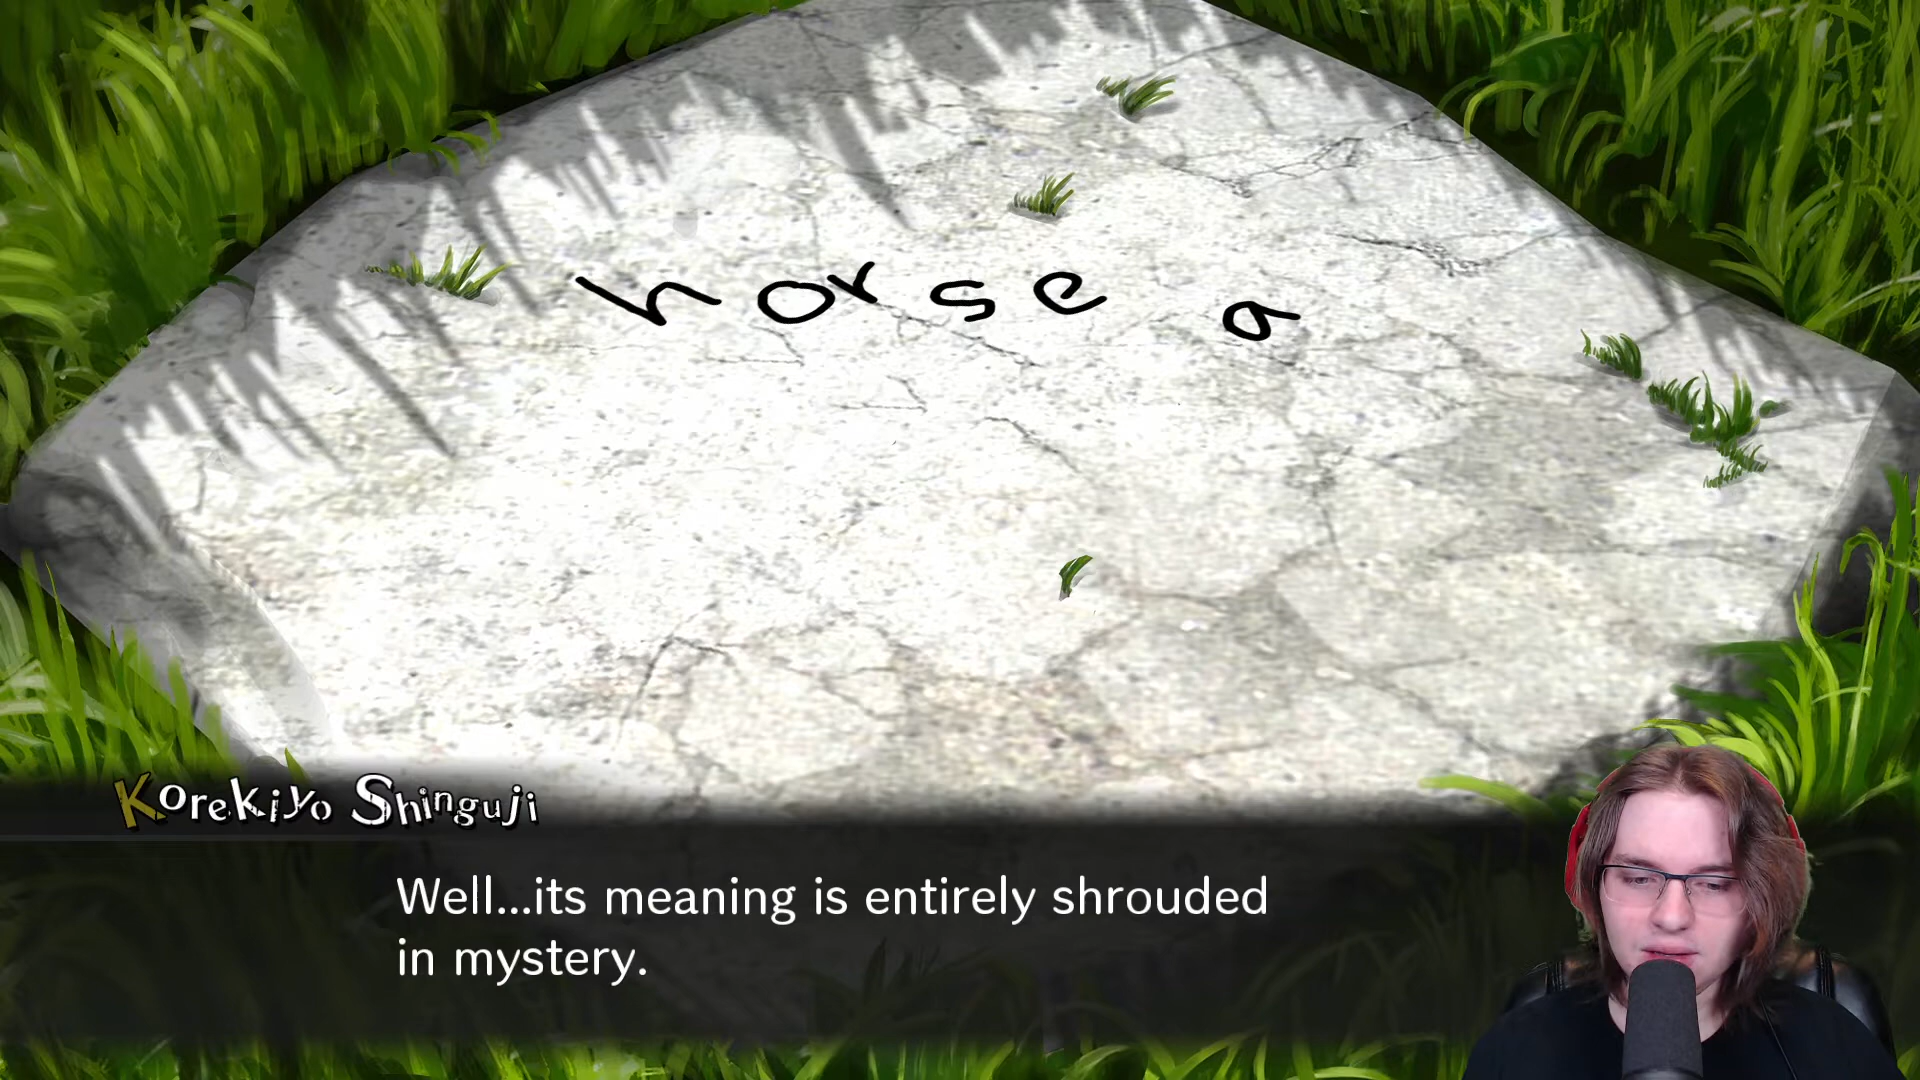 horse a
Korekiyo Shinguji
Well...its meaning is entirely shrouded
in mystery.